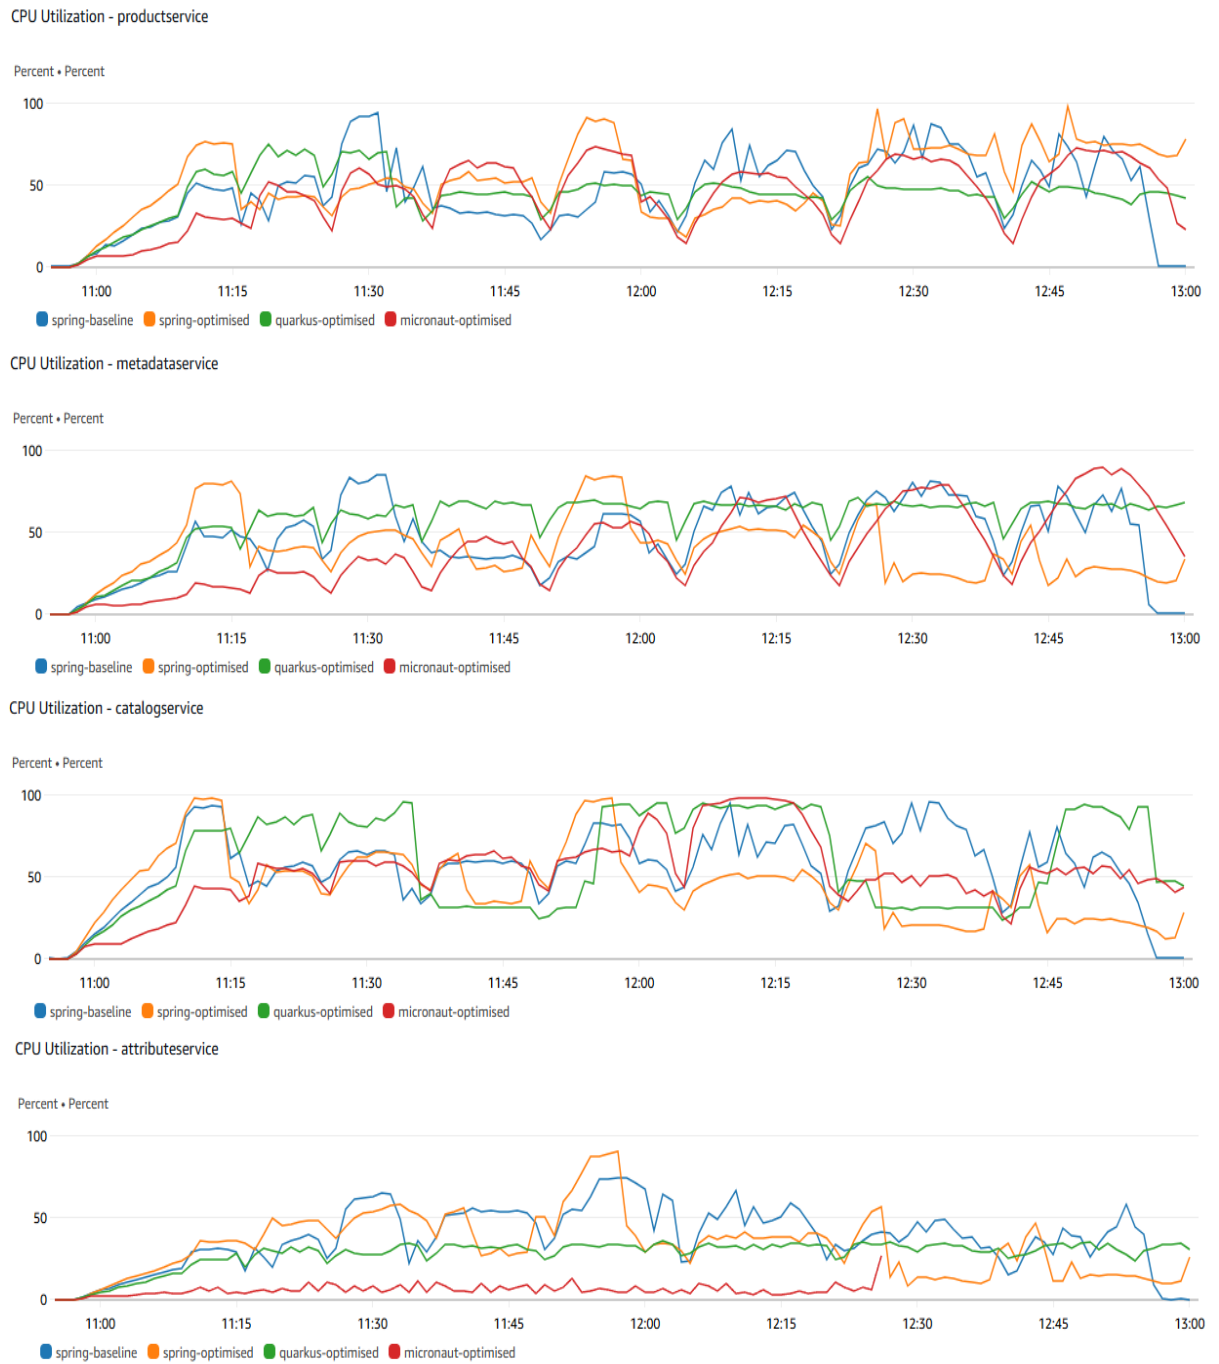 CPU Utilization - productservice
Percent • Percent
100
50
0
11:00 11:15 11:30 11:45 12:00 12:15 12:30 12:45 13:00
spring-baseline spring-optimised quarkus-optimised micronaut-optimised
CPU Utilization - metadataservice
Percent • Percent
100
50
0
11:00 11:15 11:30 11:45 12:00 12:15 12:30 12:45 13:00
spring-baseline spring-optimised quarkus-optimised micronaut-optimised
CPU Utilization - catalogservice
Percent • Percent
100
50
0
11:00 11:15 11:30 11:45 12:00 12:15 12:30 12:45 13:00
spring-baseline spring-optimised quarkus-optimised micronaut-optimised
CPU Utilization - attributeservice
Percent • Percent
100
50
0
11:00 11:15 11:30 11:45 12:00 12:15 12:30 12:45 13:00
spring-baseline spring-optimised quarkus-optimised micronaut-optimised